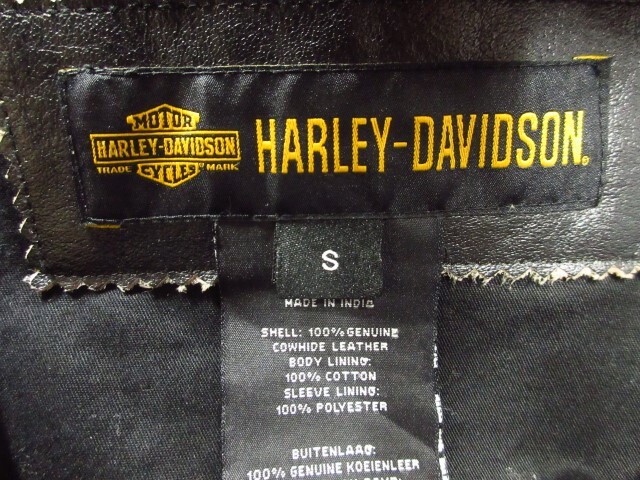 MOTOR
HARLEY-DAVIDSON
TRADE MARK
CYCLES
HARLEY-DAVIDSON®
S
MADE IN INDIA
SHELL: 100% GENUINE
COWHIDE LEATHER
BODY LINING:
100% COTTON
SLEEVE LINING:
100% POLYESTER
BUITENLAAG:
100% GENUINE KOEIENLEER